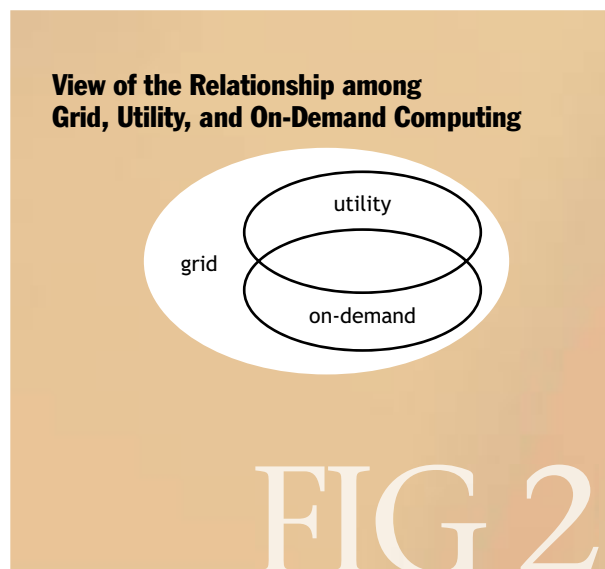 View of the Relationship among
Grid, Utility, and On-Demand Computing
utility
grid
on-demand
FIG 2